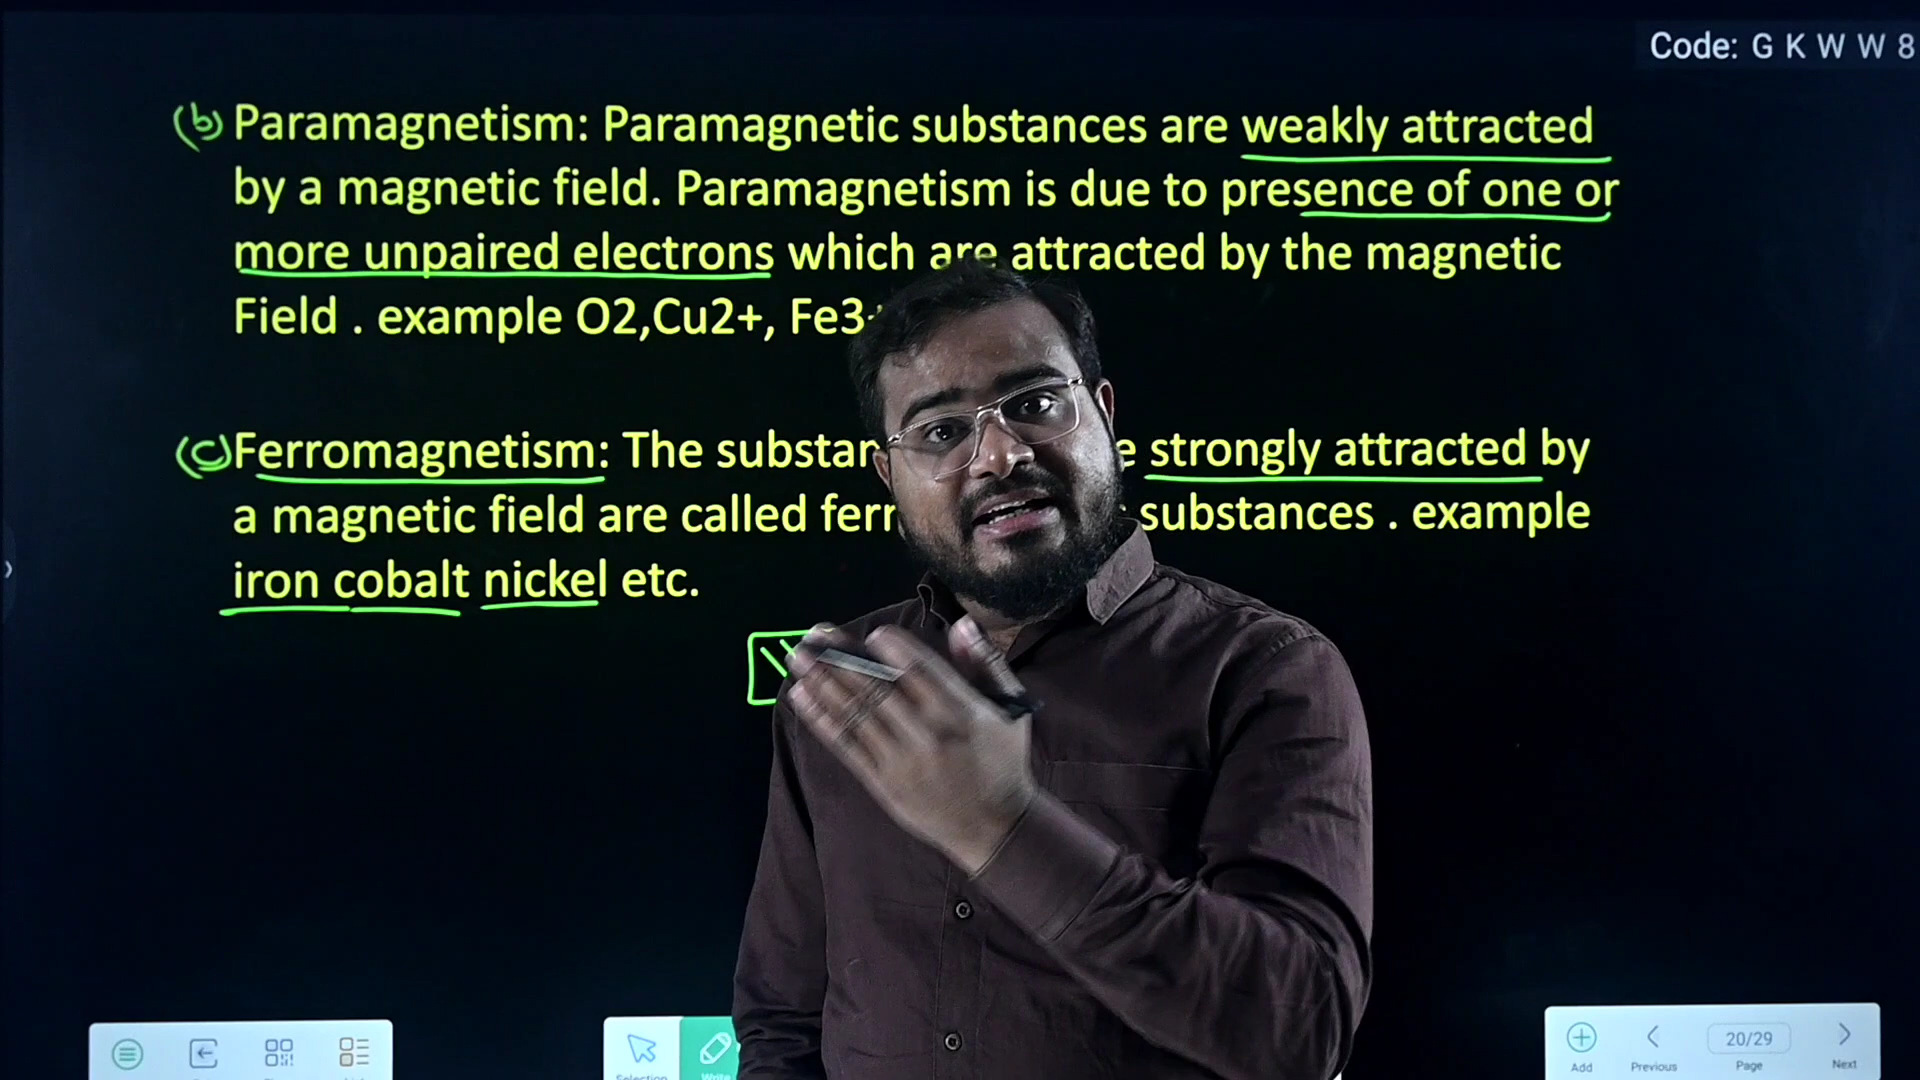 Code: G K W W 8
(b) Paramagnetism: Paramagnetic substances are weakly attracted
by a magnetic field. Paramagnetism is due to presence of one or
more unpaired electrons which are attracted by the magnetic
Field . example O2,Cu2+, Fe3+
(c) Ferromagnetism: The strongly attracted by
a magnetic field are called substances . example
iron cobalt nickel etc.
Selection
Write
Add
Previous
20/29
Page
Next